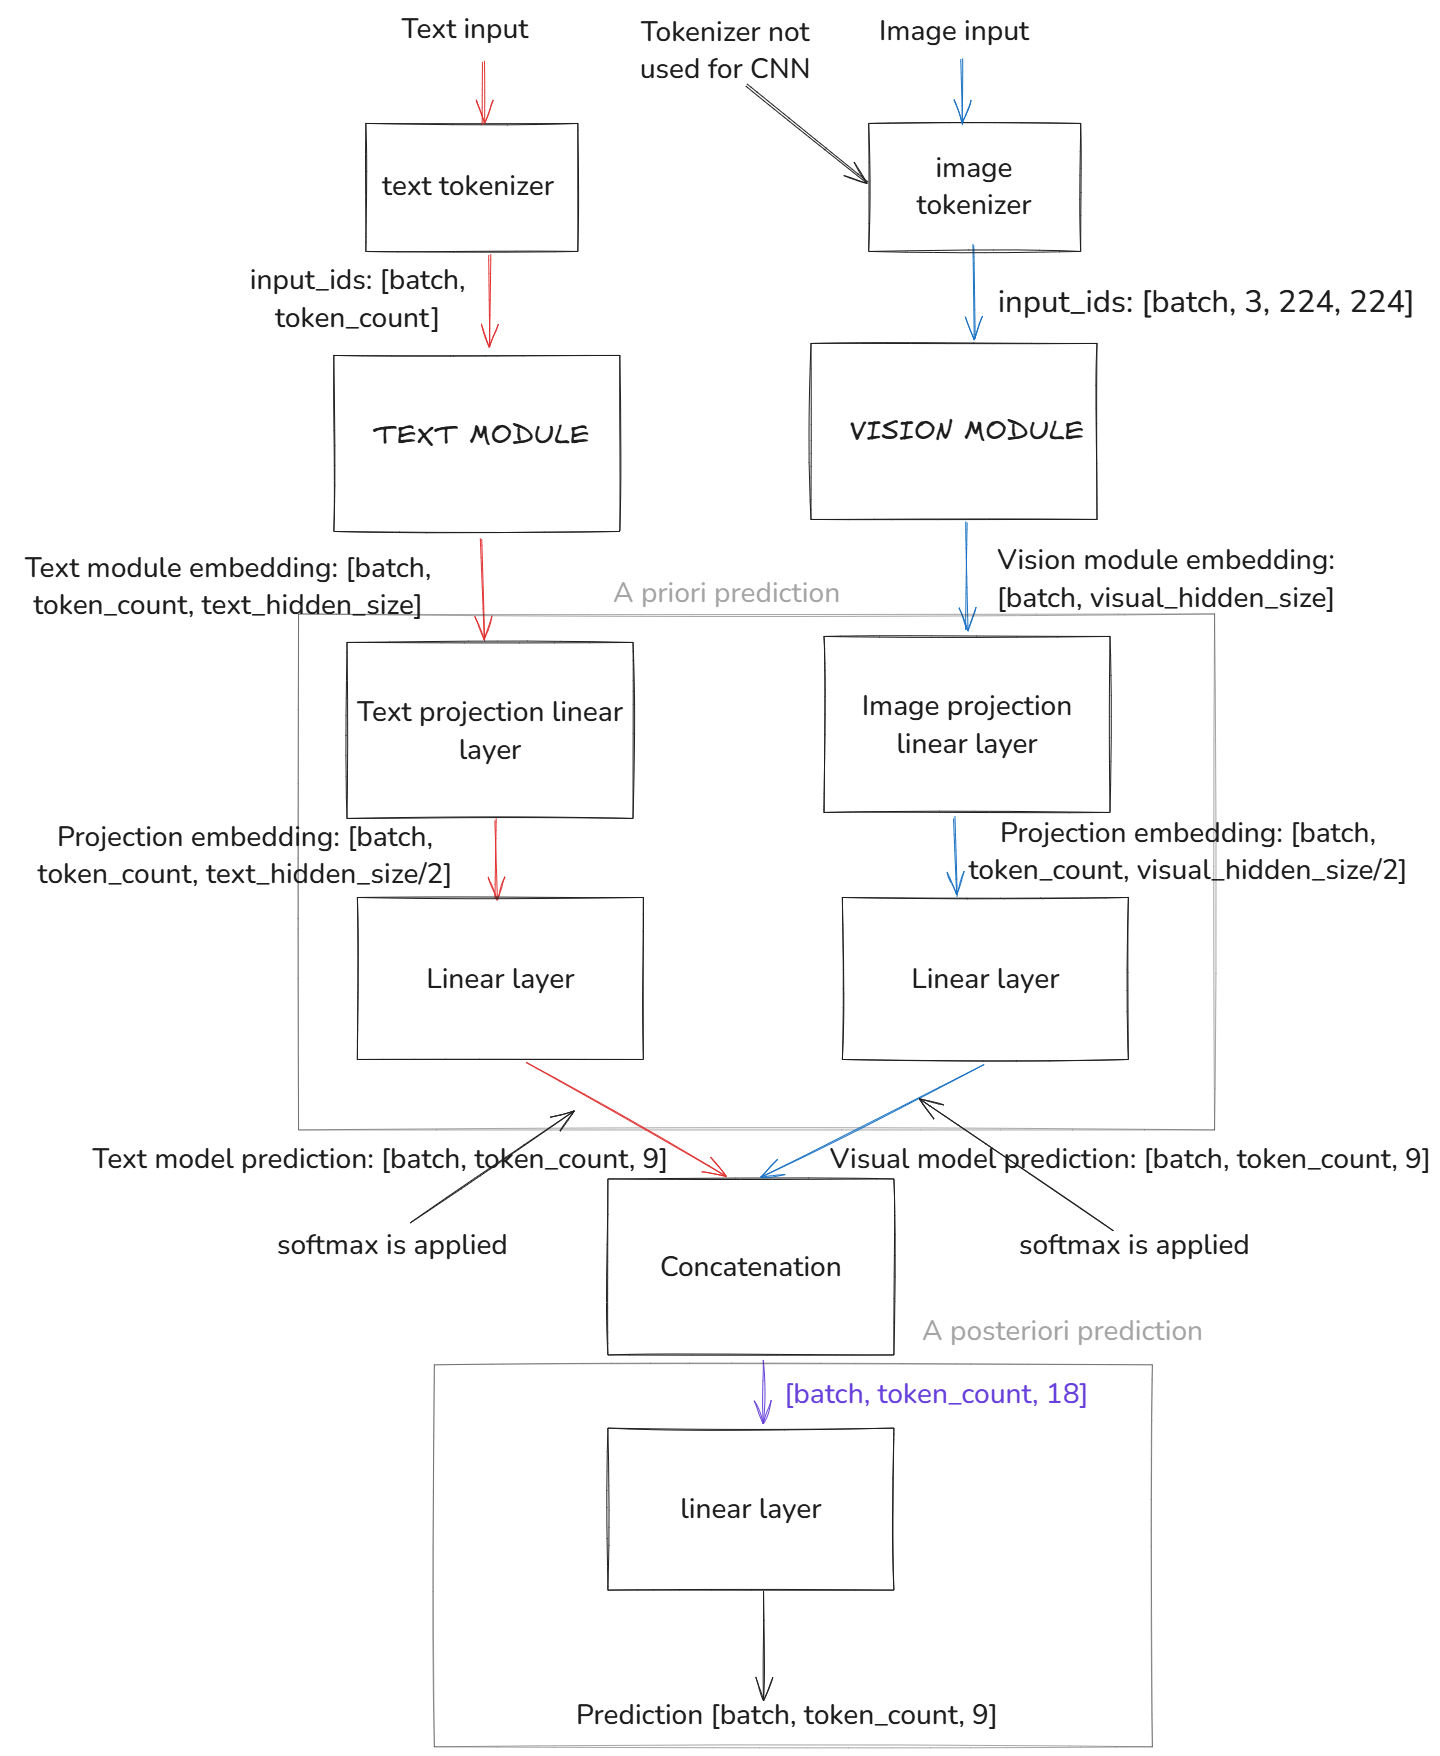 Text input
Tokenizer not
used for CNN
Image input
text tokenizer
image
tokenizer
input_ids: [batch,
token_count]
input_ids: [batch, 3, 224, 224]
TEXT MODULE
VISION MODULE
Text module embedding: [batch,
token_count, text_hidden_size]
A priori prediction
Vision module embedding:
[batch, visual_hidden_size]
Text projection linear
layer
Image projection
linear layer
Projection embedding: [batch,
token_count, text_hidden_size/2]
Projection embedding: [batch,
token_count, visual_hidden_size/2]
Linear layer
Linear layer
Text model prediction: [batch, token_count, 9]
Visual model prediction: [batch, token_count, 9]
softmax is applied
softmax is applied
Concatenation
A posteriori prediction
[batch, token_count, 18]
linear layer
Prediction [batch, token_count, 9]